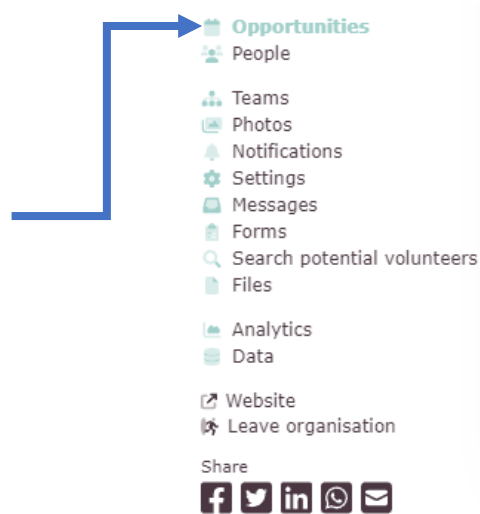 Opportunities
People
Teams
Photos
Notifications
Settings
Messages
Forms
Search potential volunteers
Files
Analytics
Data
Website
Leave organisation
Share